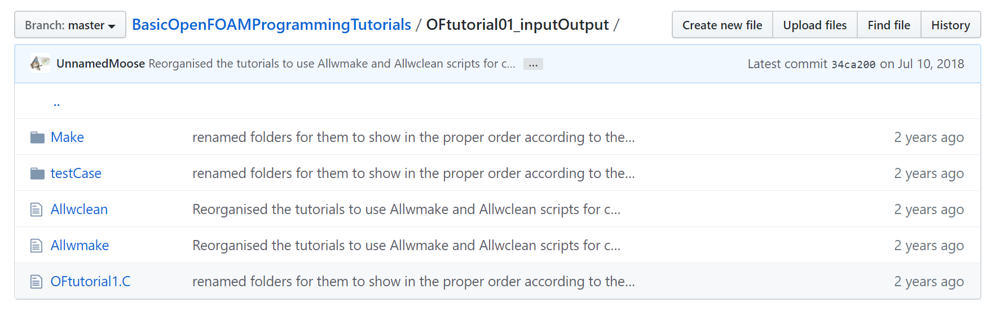 Branch: master BasicOpenFOAMProgrammingTutorials / OFtutorial01_inputOutput / Create new file Upload files Find file History
UnnamedMoose Reorganised the tutorials to use Allwmake and Allwclean scripts for c... ... Latest commit 34ca200 on Jul 10, 2018
..
Make renamed folders for them to show in the proper order according to the... 2 years ago
testCase renamed folders for them to show in the proper order according to the... 2 years ago
Allwclean Reorganised the tutorials to use Allwmake and Allwclean scripts for c... 2 years ago
Allwmake Reorganised the tutorials to use Allwmake and Allwclean scripts for c... 2 years ago
OFtutorial1.C renamed folders for them to show in the proper order according to the... 2 years ago